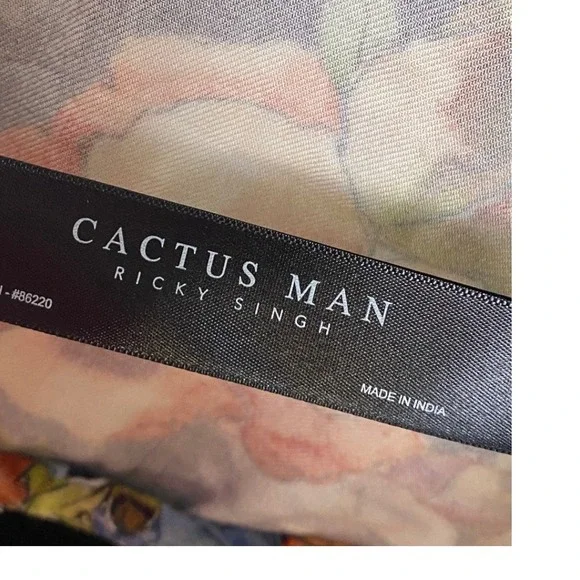 CACTUS MAN
RICKY SINGH
- #86220
MADE IN INDIA